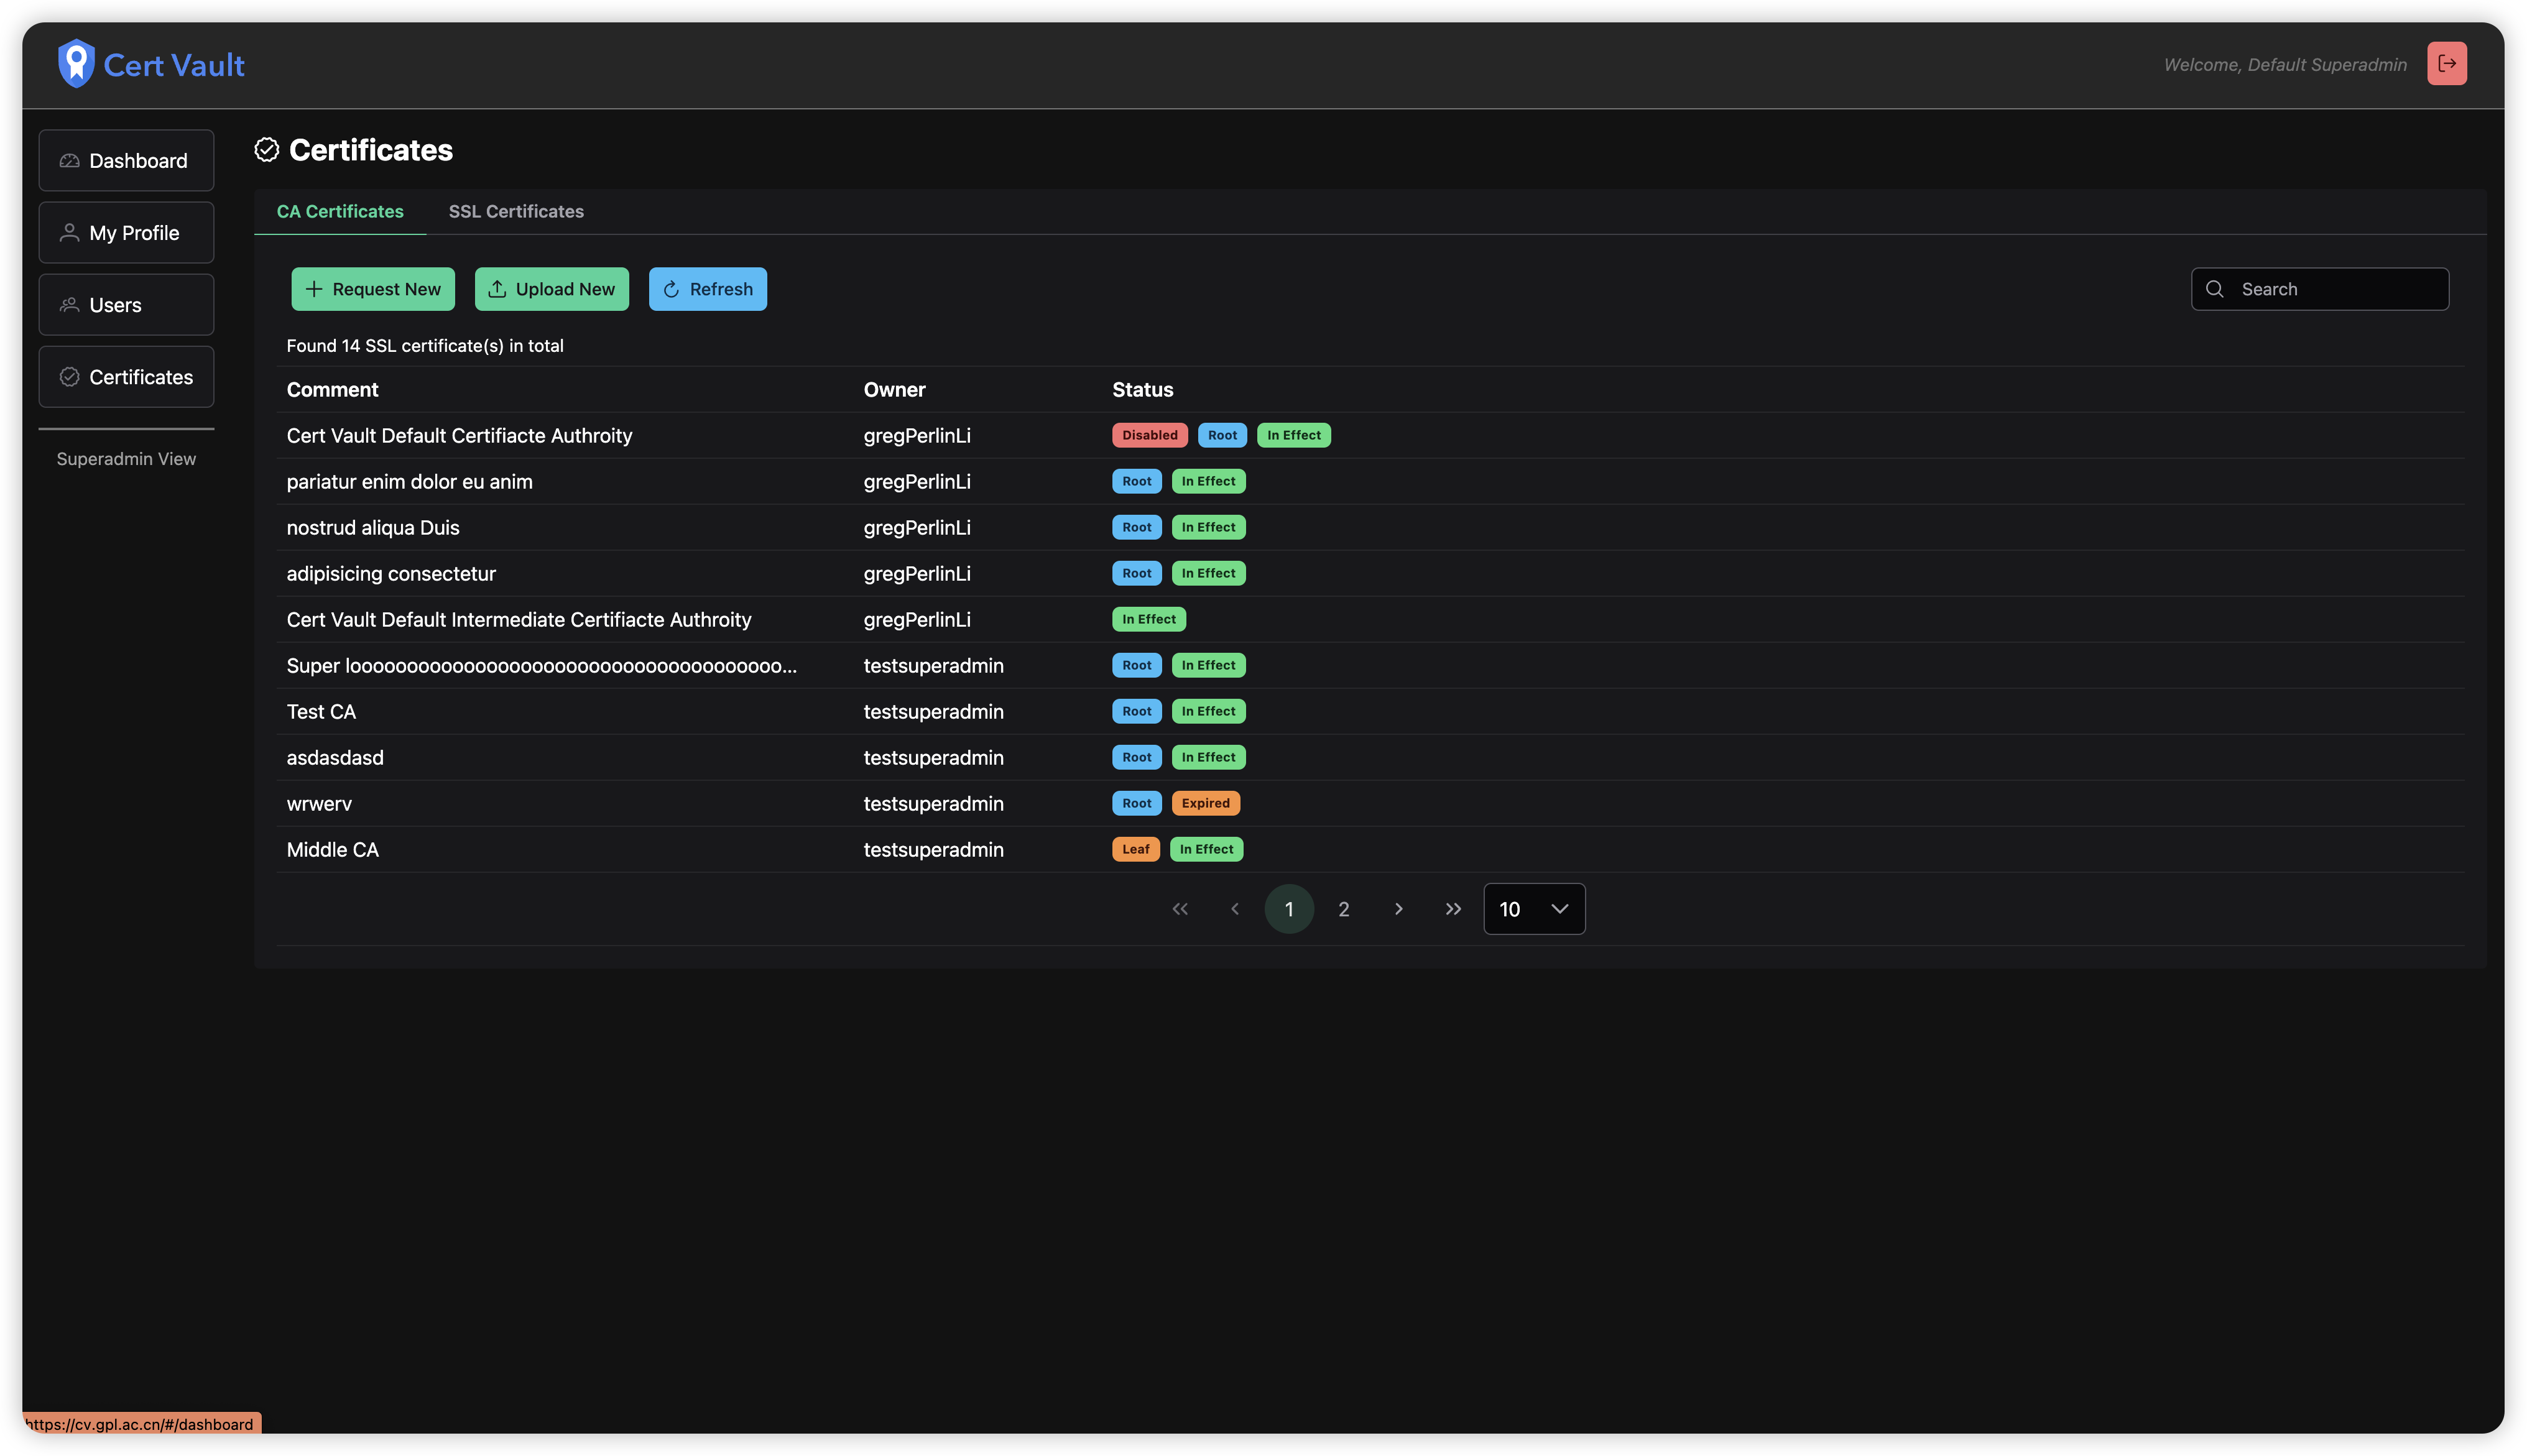 Cert Vault
Welcome, Default Superadmin
Dashboard
My Profile
Users
Certificates
Superadmin View
Certificates
CA Certificates SSL Certificates
Request New Upload New Refresh Search
Found 14 SSL certificate(s) in total
Comment Owner Status
Cert Vault Default Certifiacte Authroity gregPerlinLi Disabled Root In Effect
pariatur enim dolor eu anim gregPerlinLi Root In Effect
nostrud aliqua Duis gregPerlinLi Root In Effect
adipisicing consectetur gregPerlinLi Root In Effect
Cert Vault Default Intermediate Certifiacte Authroity gregPerlinLi In Effect
Super loooooooooooooooooooooooooooooooooooooo... testsuperadmin Root In Effect
Test CA testsuperadmin Root In Effect
asdasdasd testsuperadmin Root In Effect
wrwerv testsuperadmin Root Expired
Middle CA testsuperadmin Leaf In Effect
1 2 10
https://cv.gpl.ac.cn/#/dashboard